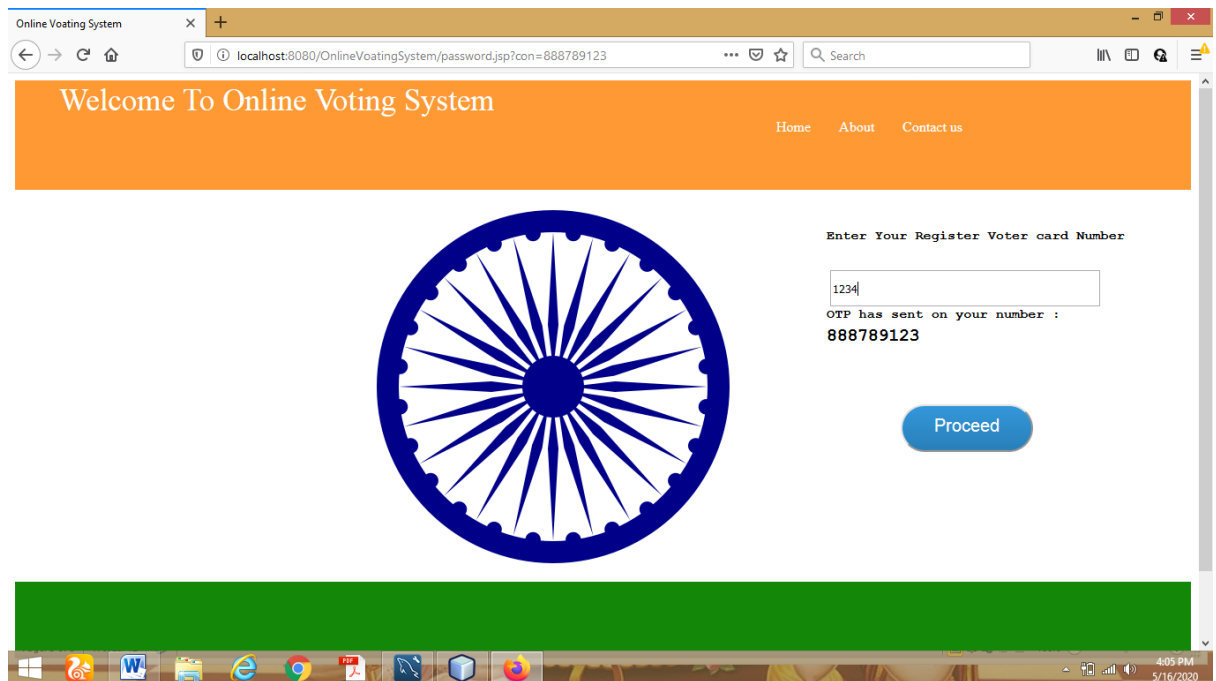 Online Voating System
localhost:8080/OnlineVoatingSystem/password.jsp?con=888789123
Search
Welcome To Online Voting System
Home About Contact us
Enter Your Register Voter card Number
1234
OTP has sent on your number :
888789123
Proceed
4:05 PM
5/16/2020